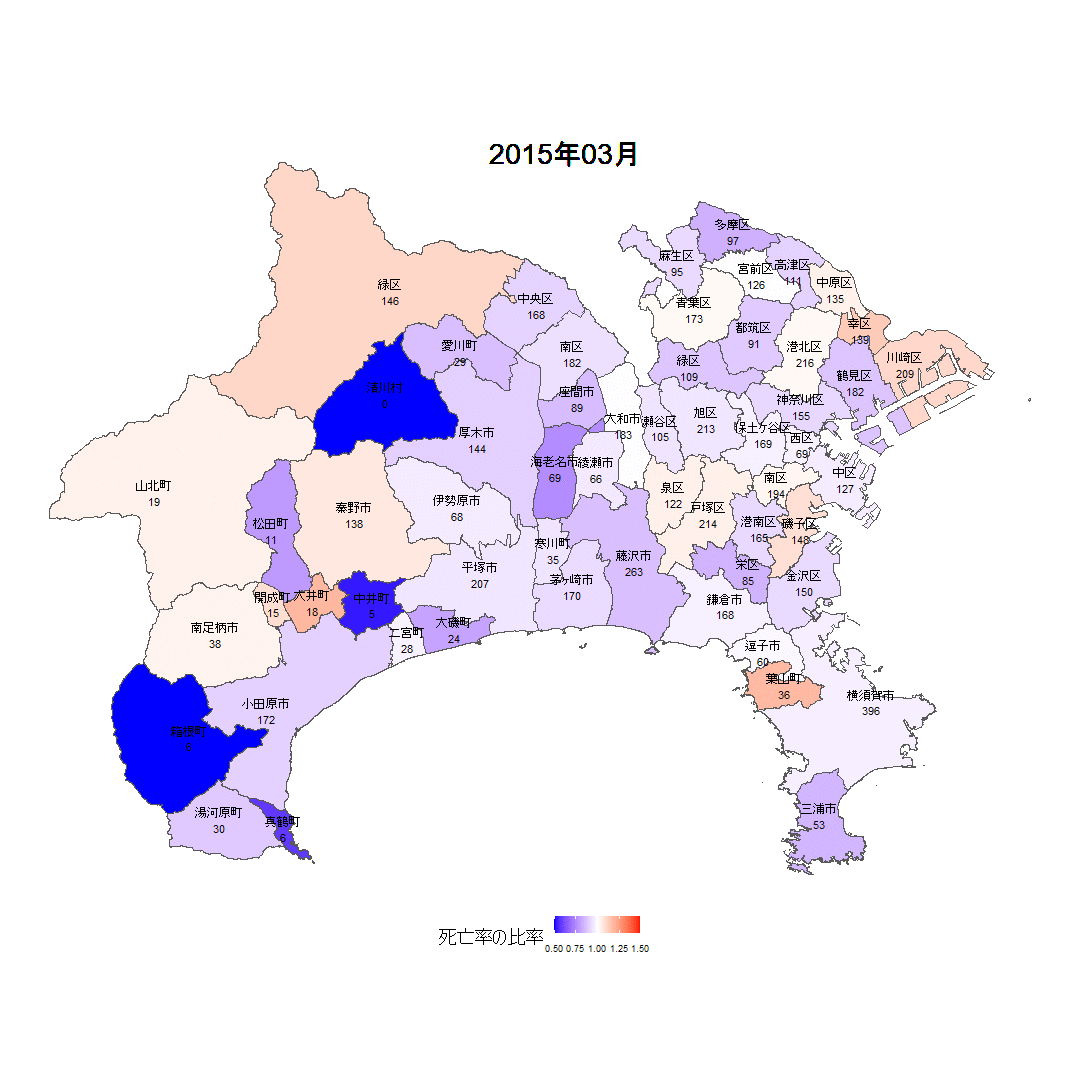 2015年03月
多摩区
97
麻生区
95
宮前区
126
高津区
111
中原区
135
緑区
146
中央区
168
青葉区
173
都筑区
91
幸区
139
港北区
216
川崎区
209
愛川町
29
南区
182
緑区
109
鶴見区
182
清川村
0
座間市
89
神奈川区
155
大和市
183
瀬谷区
105
旭区
213
保土ケ谷区
169
西区
69
厚木市
144
海老名市
69
綾瀬市
66
中区
127
山北町
19
泉区
122
南区
194
秦野市
138
伊勢原市
68
戸塚区
214
松田町
11
港南区
165
磯子区
148
寒川町
35
藤沢市
263
平塚市
207
茅ヶ崎市
170
栄区
85
金沢区
150
開成町
15
大井町
18
中井町
5
鎌倉市
168
南足柄市
38
二宮町
28
大磯町
24
逗子市
60
葉山町
36
小田原市
172
横須賀市
396
箱根町
湯河原町
30
真鶴町
6
三浦市
53
死亡率の比率
0.50 0.75 1.00 1.25 1.50